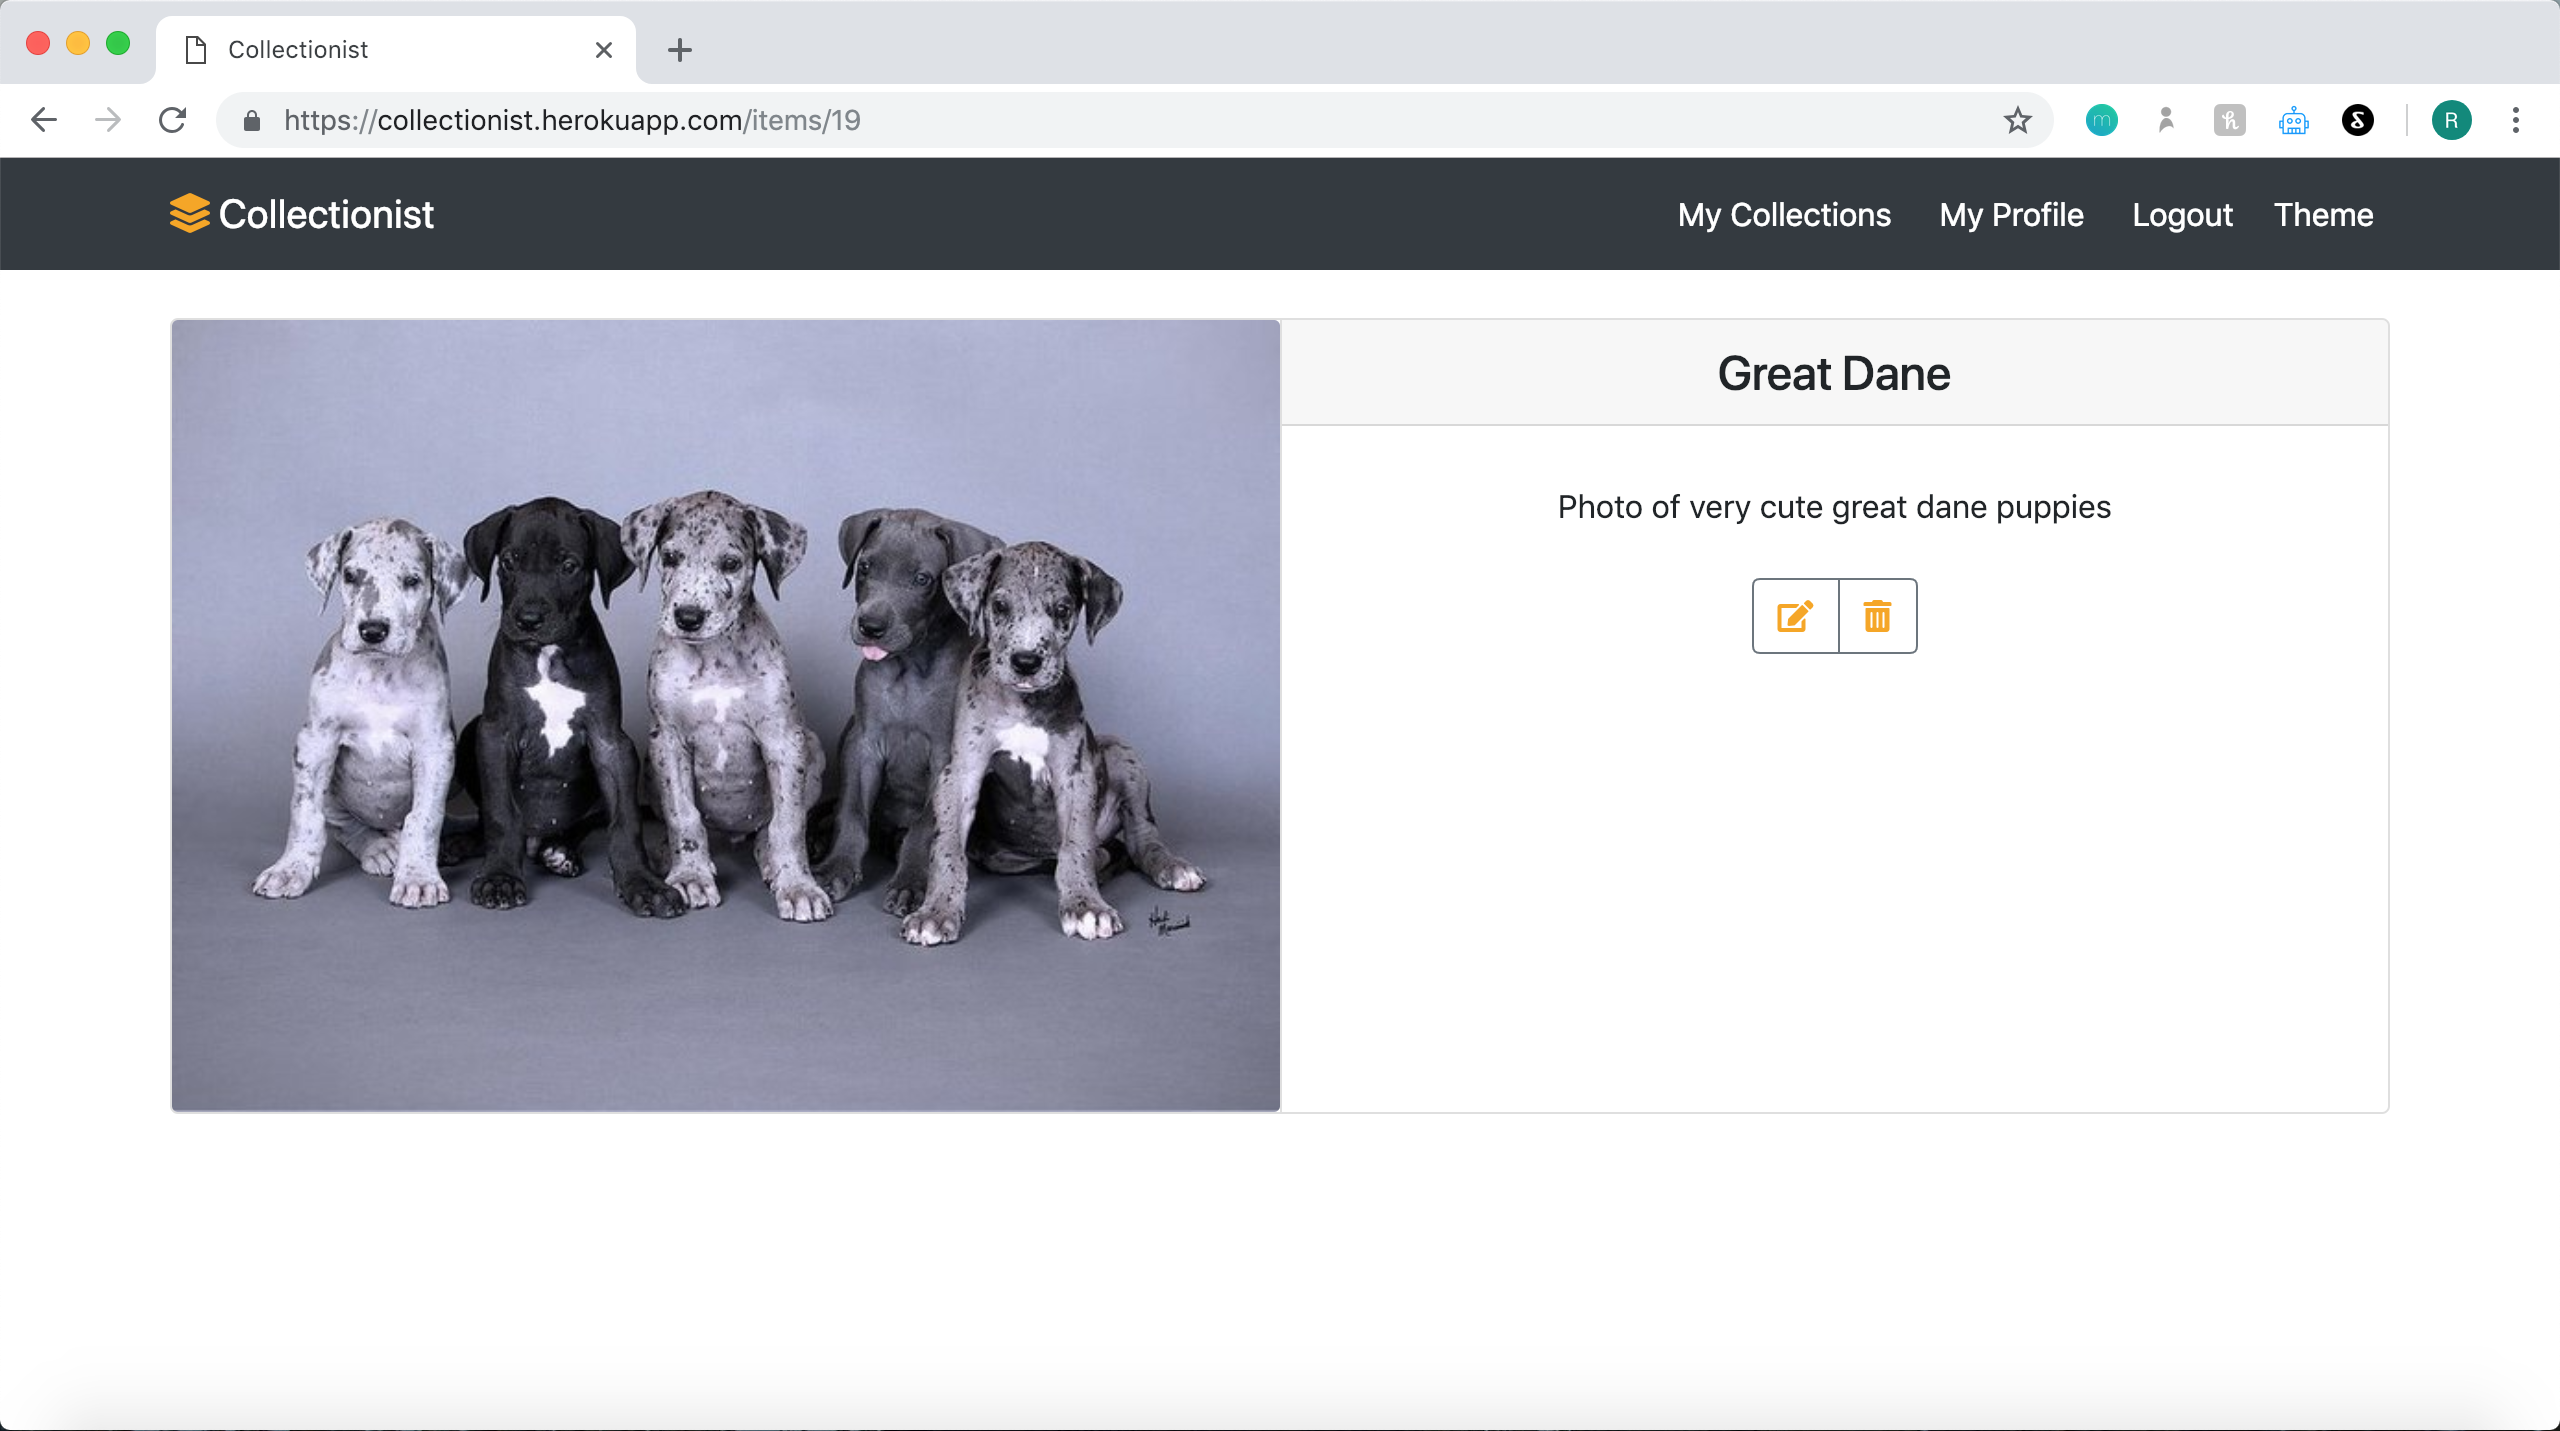 Collectionist
https://collectionist.herokuapp.com/items/19
m
h
R
Collectionist
My Collections
My Profile
Logout
Theme
Great Dane
Photo of very cute great dane puppies